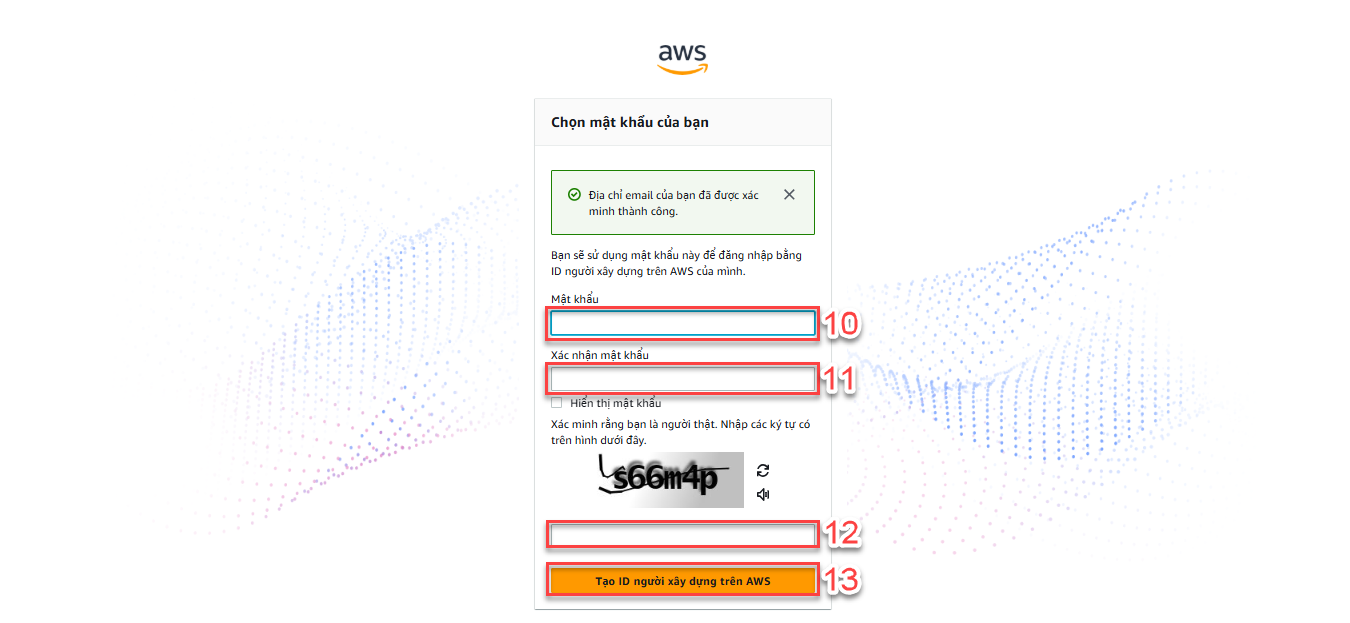 aws
Chọn mật khẩu của bạn
Địa chỉ email của bạn đã được xác
minh thành công.
Bạn sẽ sử dụng mật khẩu này để đăng nhập bằng
ID người xây dựng trên AWS của mình.
Mật khẩu
10
Xác nhận mật khẩu
11
Hiển thị mật khẩu
Xác minh rằng bạn là người thật. Nhập các ký tự có
trên hình dưới đây.
s66m4p
12
Tạo ID người xây dựng trên AWS
13